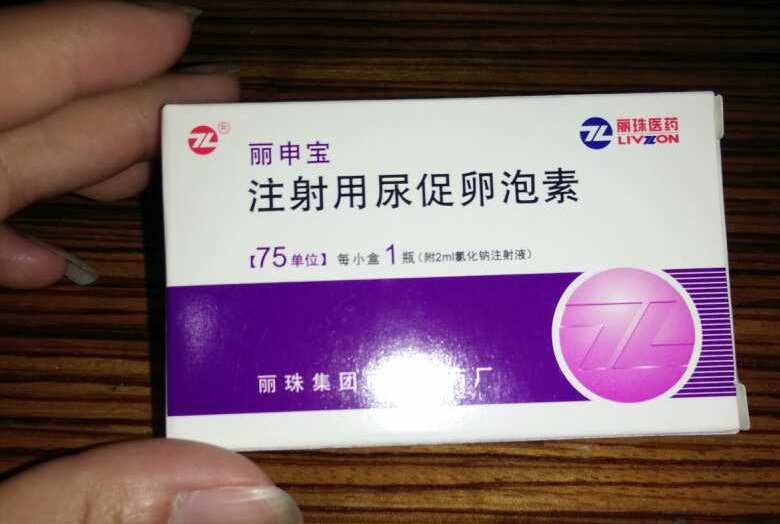 丽珠医药
LIVZON
丽申宝
注射用尿促卵泡素
【75单位】 每小盒1瓶(附2ml氯化钠注射液)
丽珠集团 厂